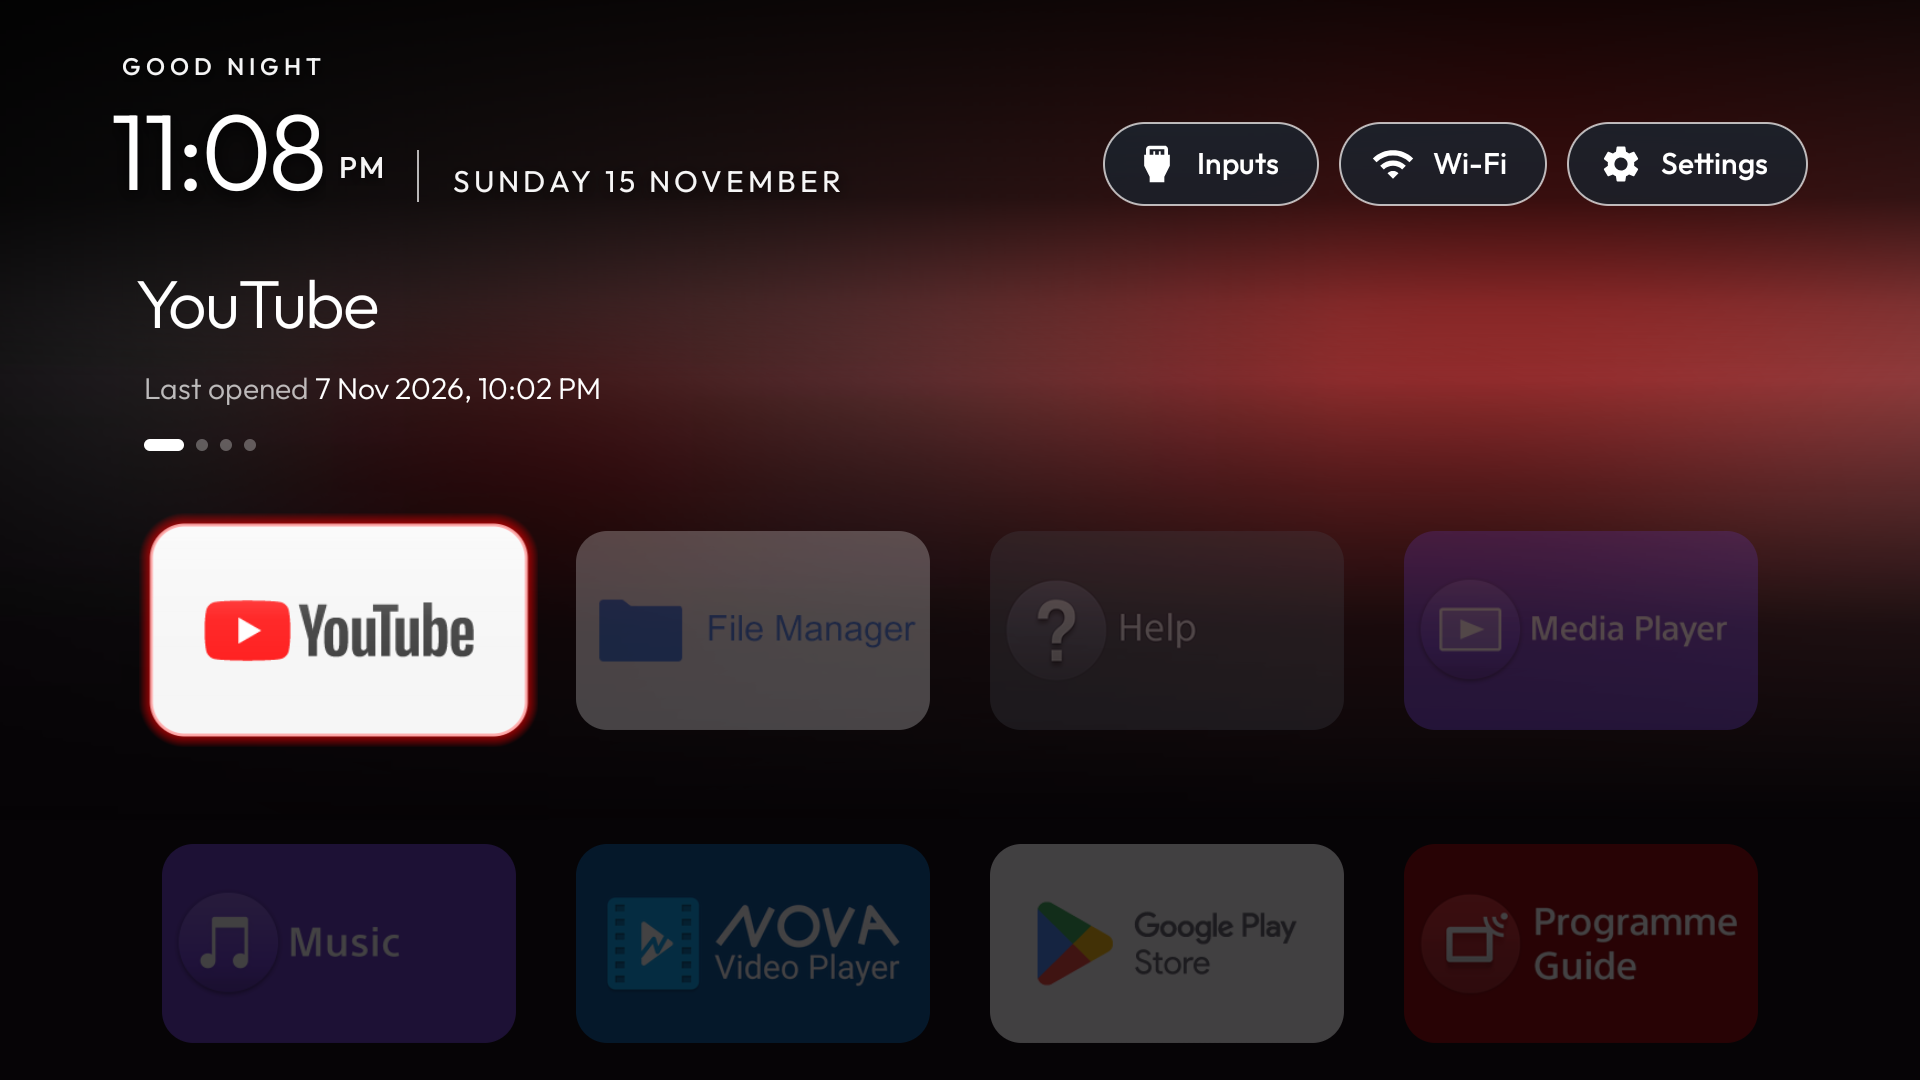 GOOD NIGHT
11:08 PM
SUNDAY 15 NOVEMBER
Inputs
Wi-Fi
Settings
YouTube
Last opened 7 Nov 2026, 10:02 PM
YouTube
File Manager
?
Help
Media Player
Music
NOVA
Video Player
Google Play
Store
Programme
Guide